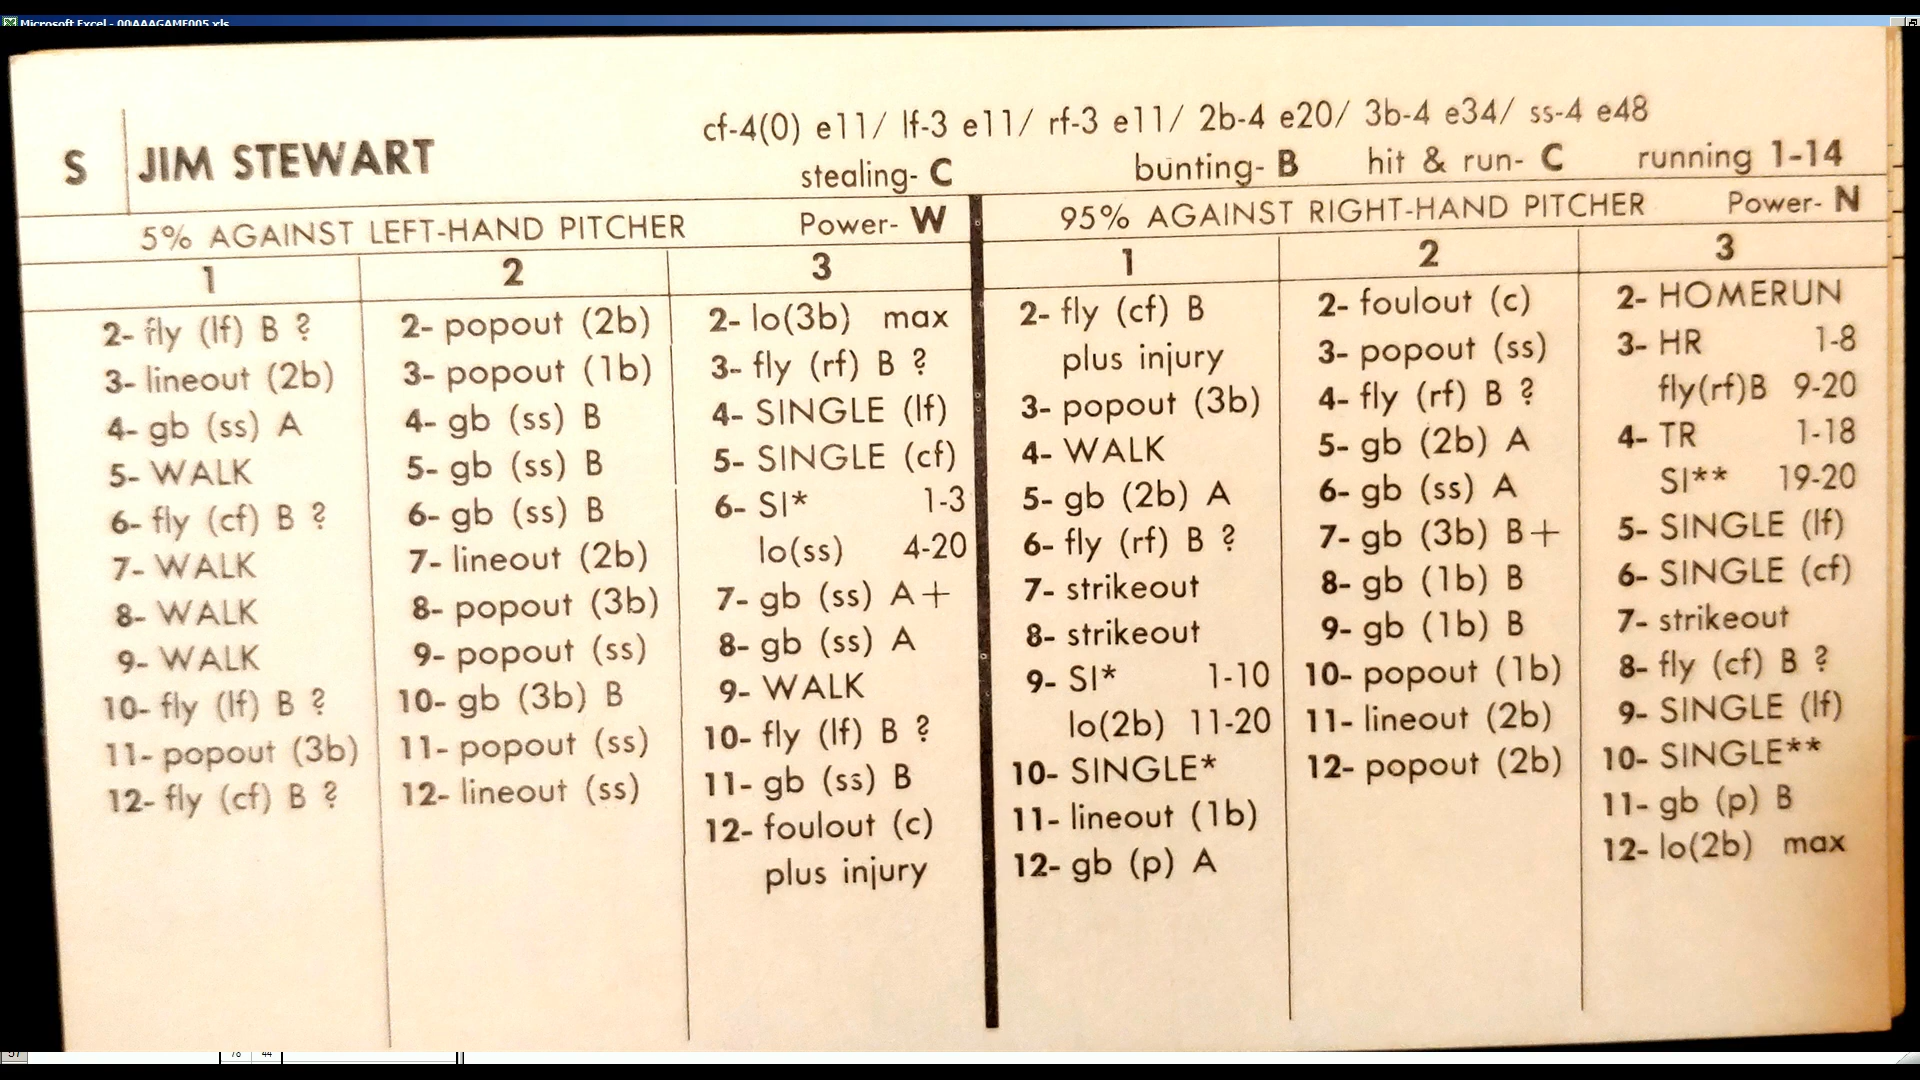 Microsoft Excel - 00AAAGAME005.xls
cf-4(0) e11/ lf-3 e11/ rf-3 e11/ 2b-4 e20/ 3b-4 e34/ ss-4 e48
S JIM STEWART
stealing- C bunting- B hit & run- C running 1-14
5% AGAINST LEFT-HAND PITCHER Power- W
1
2- fly (lf) B ?
3- lineout (2b)
4- gb (ss) A
5- WALK
6- fly (cf) B ?
7- WALK
8- WALK
9- WALK
10- fly (lf) B ?
11- popout (3b)
12- fly (cf) B ?
2
2- popout (2b)
3- popout (1b)
4- gb (ss) B
5- gb (ss) B
6- gb (ss) B
7- lineout (2b)
8- popout (3b)
9- popout (ss)
10- gb (3b) B
11- popout (ss)
12- lineout (ss)
3
2- lo(3b) max
3- fly (rf) B ?
4- SINGLE (lf)
5- SINGLE (cf)
6- SI* 1-3
lo(ss) 4-20
7- gb (ss) A+
8- gb (ss) A
9- WALK
10- fly (lf) B ?
11- gb (ss) B
12- foulout (c)
plus injury
95% AGAINST RIGHT-HAND PITCHER Power- N
1
2- fly (cf) B
plus injury
3- popout (3b)
4- WALK
5- gb (2b) A
6- fly (rf) B ?
7- strikeout
8- strikeout
9- SI* 1-10
lo(2b) 11-20
10- SINGLE*
11- lineout (1b)
12- gb (p) A
2
2- foulout (c)
3- popout (ss)
4- fly (rf) B ?
5- gb (2b) A
6- gb (ss) A
7- gb (3b) B+
8- gb (1b) B
9- gb (1b) B
10- popout (1b)
11- lineout (2b)
12- popout (2b)
3
2- HOMERUN
3- HR 1-8
fly(rf)B 9-20
4- TR 1-18
SI** 19-20
5- SINGLE (lf)
6- SINGLE (cf)
7- strikeout
8- fly (cf) B ?
9- SINGLE (lf)
10- SINGLE**
11- gb (p) B
12- lo(2b) max
57 78 44